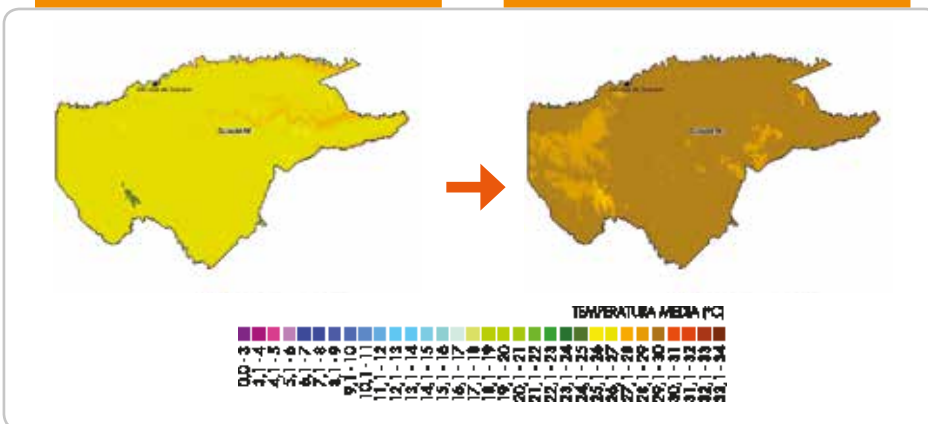 TEMPERATURA MEDIA (°C)
0,0 - 3
3,1 - 4
4,1 - 5
5,1 - 6
6,1 - 7
7,1 - 8
8,1 - 9
9,1 - 10
10,1 - 11
11,1 - 12
12,1 - 13
13,1 - 14
14,1 - 15
15,1 - 16
16,1 - 17
17,1 - 18
18,1 - 19
19,1 - 20
20,1 - 21
21,1 - 22
22,1 - 23
23,1 - 24
24,1 - 25
25,1 - 26
26,1 - 27
27,1 - 28
28,1 - 29
29,1 - 30
30,1 - 31
31,1 - 32
32,1 - 33
33,1 - 34